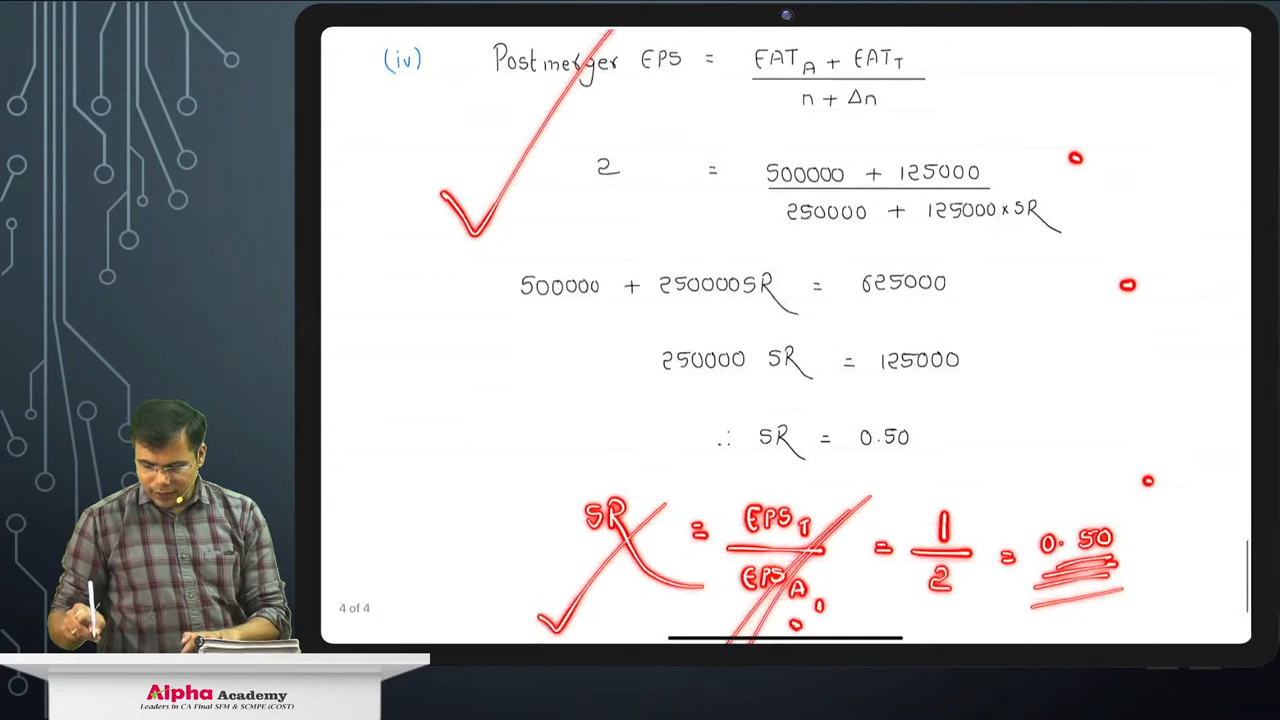 (iv) Postmerger EPS = EAT_A + EAT_T
n + Δn
2 = 500000 + 125000
250000 + 125000 x SR
500000 + 250000 SR = 625000
250000 SR = 125000
∴ SR = 0.50
SR = EPS_T = 1 = 0.50
EPS_A 2
4 of 4
Alpha Academy
Leaders in CA Final SFM & SCMPE (COST)